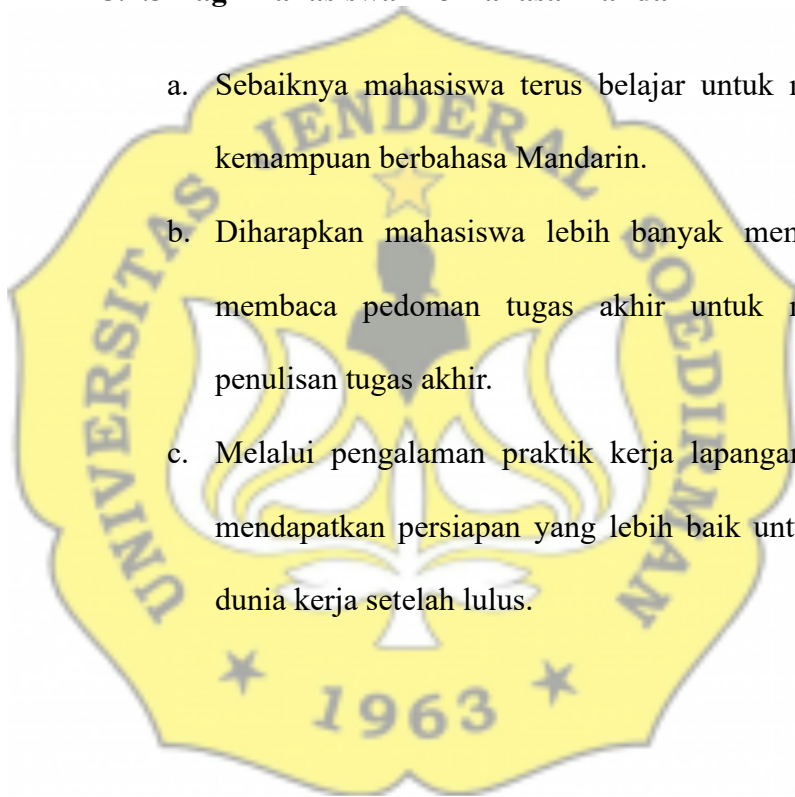 a. Sebaiknya mahasiswa terus belajar untuk
kemampuan berbahasa Mandarin.
b. Diharapkan mahasiswa lebih banyak
membaca pedoman tugas akhir untuk
penulisan tugas akhir.
c. Melalui pengalaman praktik kerja lapangan
mendapatkan persiapan yang lebih baik
dunia kerja setelah lulus.
UNIVERSITAS JENDERAL SOEDIRMAN
1963